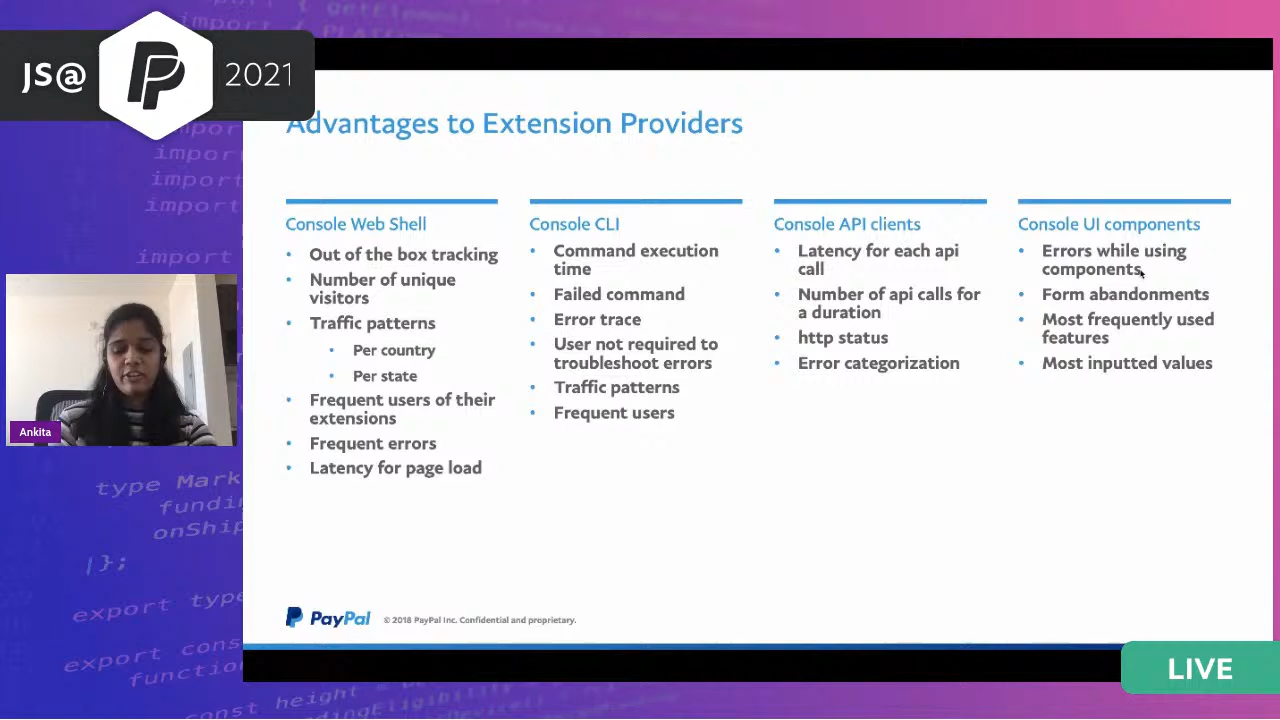 JS@ 2021
Advantages to Extension Providers
Console Web Shell
• Out of the box tracking
• Number of unique
visitors
• Traffic patterns
• Per country
• Per state
• Frequent users of their
extensions
• Frequent errors
• Latency for page load
Console CLI
• Command execution
time
• Failed command
• Error trace
• User not required to
troubleshoot errors
• Traffic patterns
• Frequent users
Console API clients
• Latency for each api
call
• Number of api calls for
a duration
• http status
• Error categorization
Console UI components
• Errors while using
components
• Form abandonments
• Most frequently used
features
• Most inputted values
PayPal © 2018 PayPal Inc. Confidential and proprietary.
Ankita
LIVE
import
import
import
import
import
type Mark
fundi
onShip
|};
export type
export cons
functio
const height =